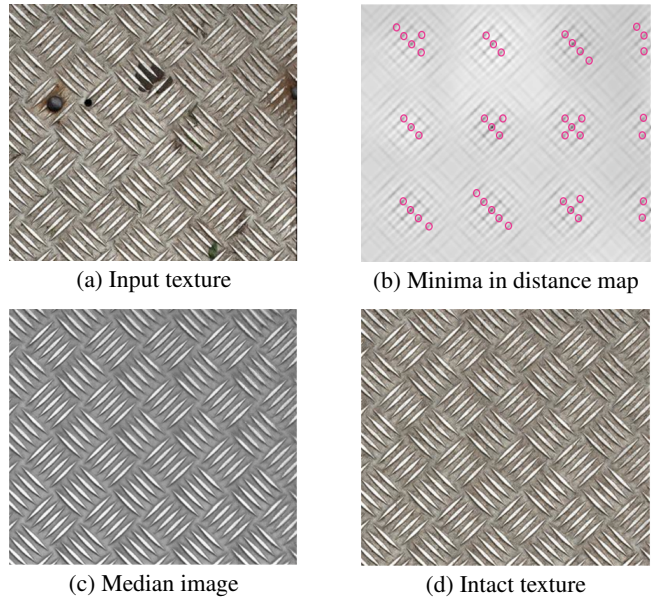 (a) Input texture
(b) Minima in distance map
(c) Median image
(d) Intact texture